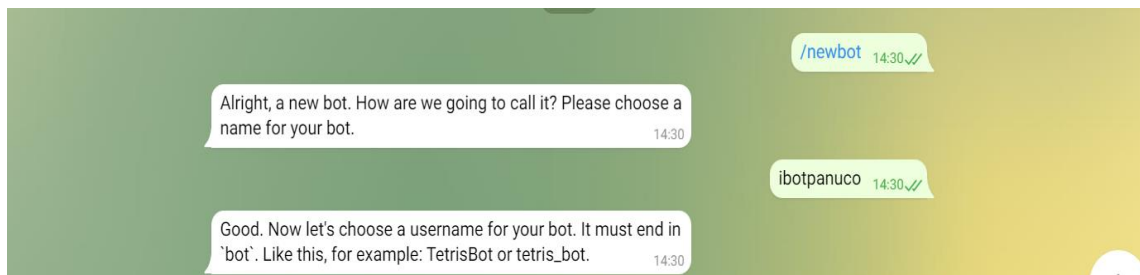 /newbot 14:30
Alright, a new bot. How are we going to call it? Please choose a
name for your bot.
14:30
ibotpanuco 14:30
Good. Now let's choose a username for your bot. It must end in
`bot`. Like this, for example: TetrisBot or tetris_bot.
14:30